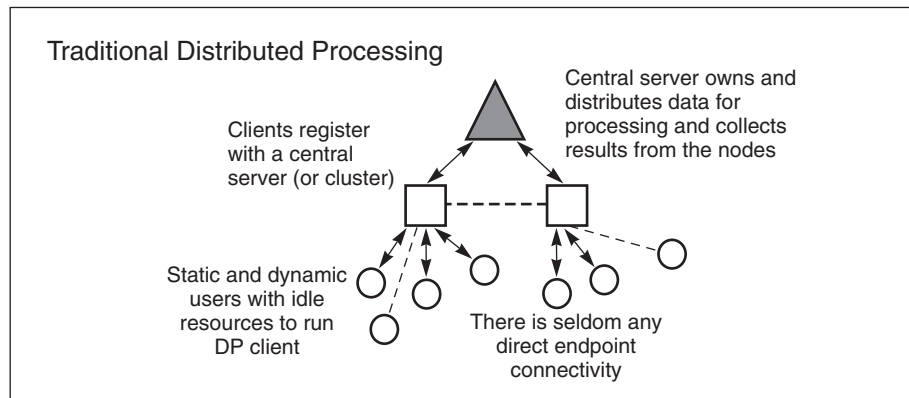 Traditional Distributed Processing
Central server owns and
distributes data for
processing and collects
results from the nodes
Clients register
with a central
server (or cluster)
Static and dynamic
users with idle
resources to run
DP client
There is seldom any
direct endpoint
connectivity